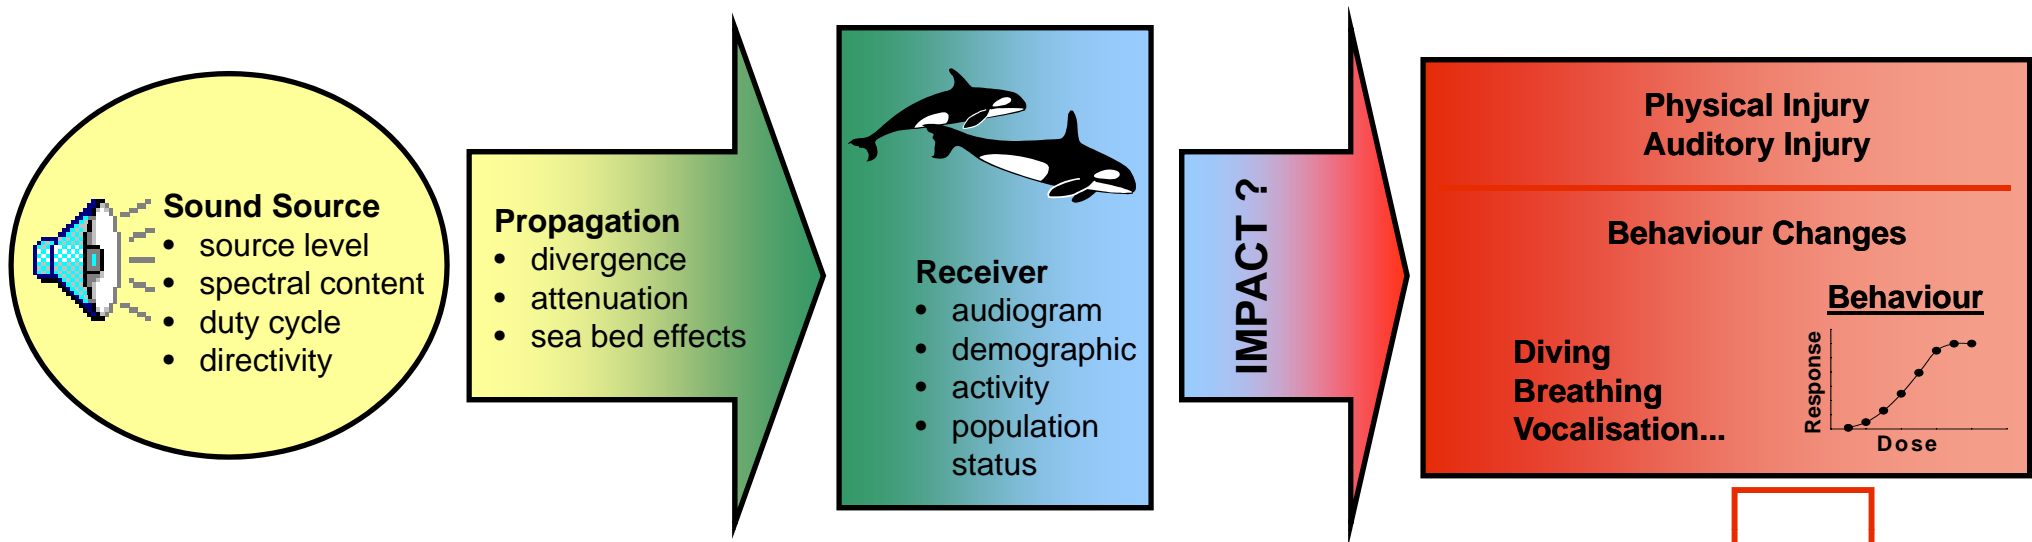 Sound Source
• source level
• spectral content
• duty cycle
• directivity
Propagation
• divergence
• attenuation
• sea bed effects
Receiver
• audiogram
• demographic
• activity
• population
status
IMPACT ?
Physical Injury
Auditory Injury
Behaviour Changes
Diving
Breathing
Vocalisation...
Behaviour
Response
Dose